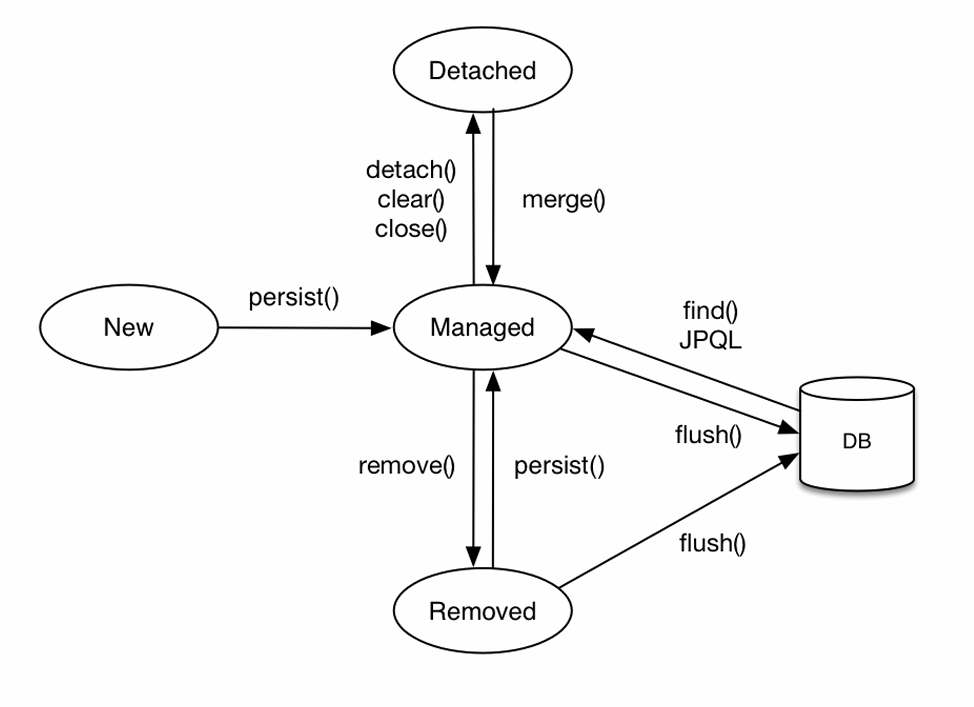 Detached
detach()
clear()
close()
merge()
New
persist()
Managed
find()
JPQL
flush()
DB
remove()
persist()
flush()
Removed